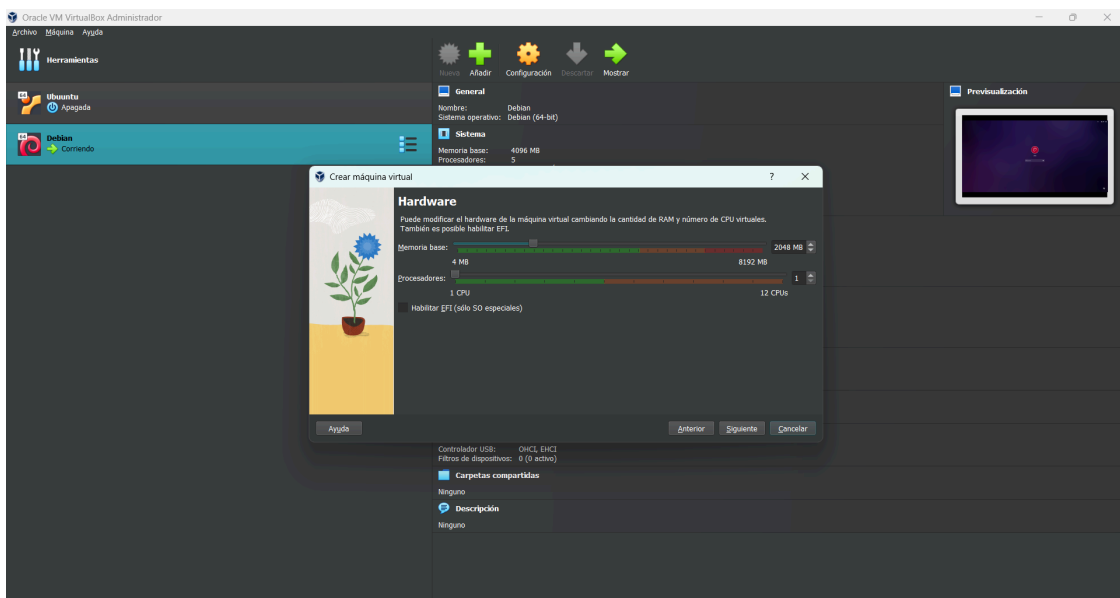 Oracle VM VirtualBox Administrador
Archivo Máquina Ayuda
Herramientas
Nueva Añadir Configuración Descartar Mostrar
64
Ubuuntu
Apagada
64
Debian
Corriendo
General
Nombre: Debian
Sistema operativo: Debian (64-bit)
Sistema
Memoria base: 4096 MB
Procesadores: 5
Previsualización
Crear máquina virtual ?
Hardware
Puede modificar el hardware de la máquina virtual cambiando la cantidad de RAM y número de CPU virtuales.
También es posible habilitar EFI.
Memoria base: 2048 MB
4 MB 8192 MB
Procesadores: 1
1 CPU 12 CPUs
Habilitar EFI (sólo SO especiales)
Ayuda Anterior Siguiente Cancelar
Controlador USB: OHCI, EHCI
Filtros de dispositivos: 0 (0 activo)
Carpetas compartidas
Ninguno
Descripción
Ninguno